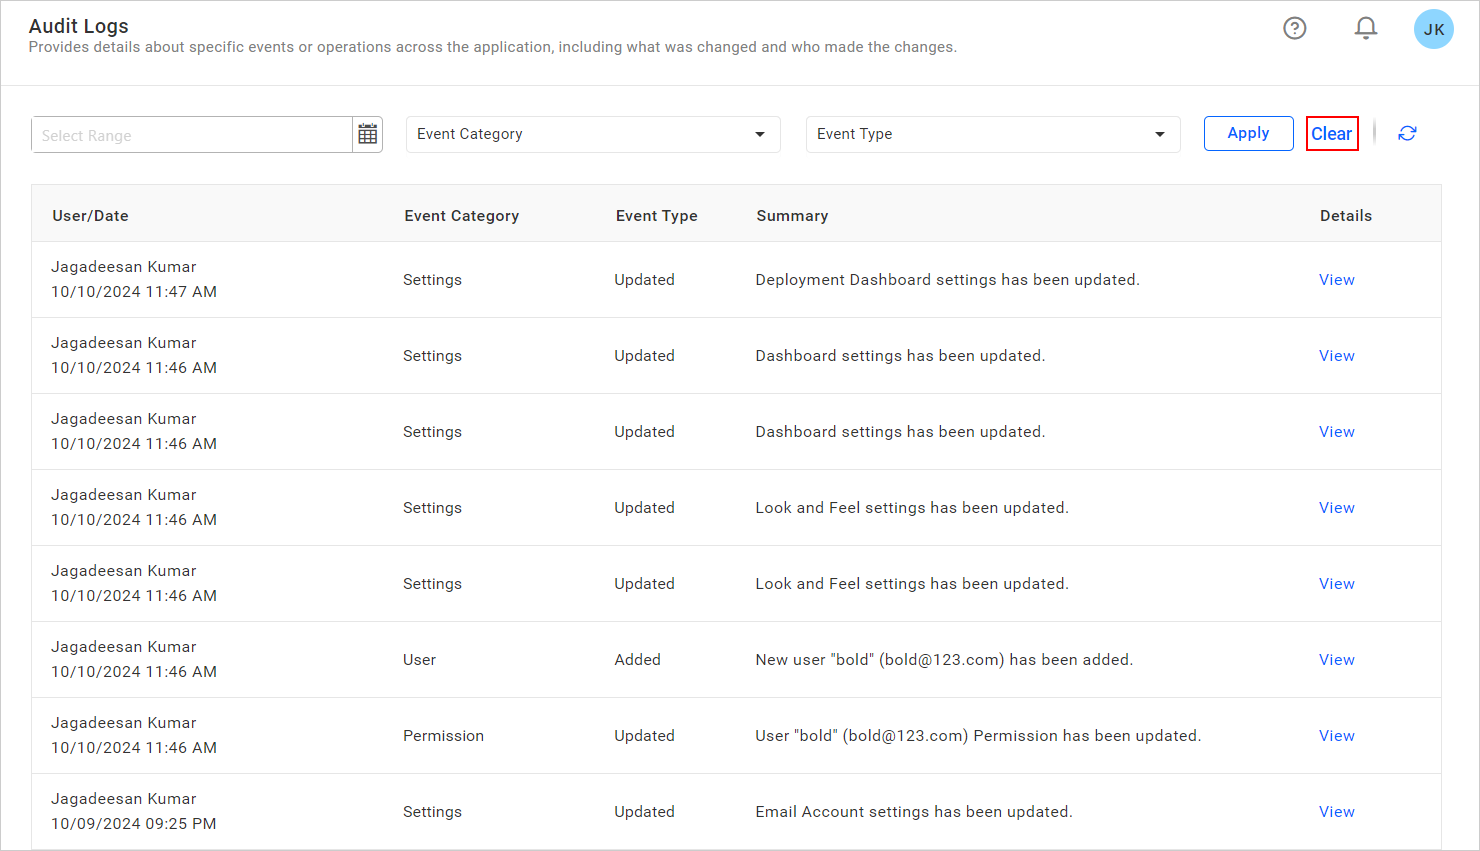 Audit Logs
Provides details about specific events or operations across the application, including what was changed and who made the changes.
JK
Select Range
Event Category
Event Type
Apply
Clear
User/Date Event Category Event Type Summary Details
Jagadeesan Kumar
10/10/2024 11:47 AM
Settings Updated Deployment Dashboard settings has been updated. View
Jagadeesan Kumar
10/10/2024 11:46 AM
Settings Updated Dashboard settings has been updated. View
Jagadeesan Kumar
10/10/2024 11:46 AM
Settings Updated Dashboard settings has been updated. View
Jagadeesan Kumar
10/10/2024 11:46 AM
Settings Updated Look and Feel settings has been updated. View
Jagadeesan Kumar
10/10/2024 11:46 AM
Settings Updated Look and Feel settings has been updated. View
Jagadeesan Kumar
10/10/2024 11:46 AM
User Added New user "bold" (bold@123.com) has been added. View
Jagadeesan Kumar
10/10/2024 11:46 AM
Permission Updated User "bold" (bold@123.com) Permission has been updated. View
Jagadeesan Kumar
10/09/2024 09:25 PM
Settings Updated Email Account settings has been updated. View